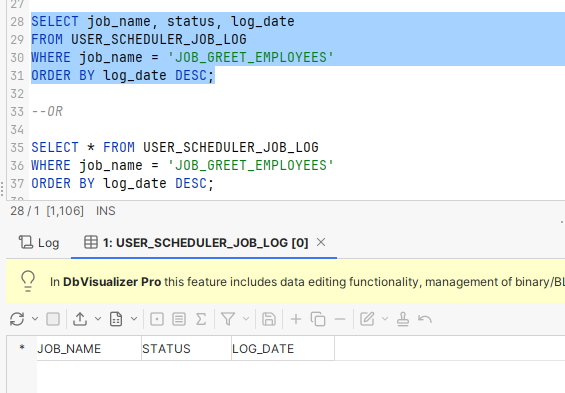 27
28 SELECT job_name, status, log_date
29 FROM USER_SCHEDULER_JOB_LOG
30 WHERE job_name = 'JOB_GREET_EMPLOYEES'
31 ORDER BY log_date DESC;
32
33 --OR
34
35 SELECT * FROM USER_SCHEDULER_JOB_LOG
36 WHERE job_name = 'JOB_GREET_EMPLOYEES'
37 ORDER BY log_date DESC;
28 / 1 [1,106] INS
Log 1: USER_SCHEDULER_JOB_LOG [0]
In DbVisualizer Pro this feature includes data editing functionality, management of binary/BL
* JOB_NAME STATUS LOG_DATE